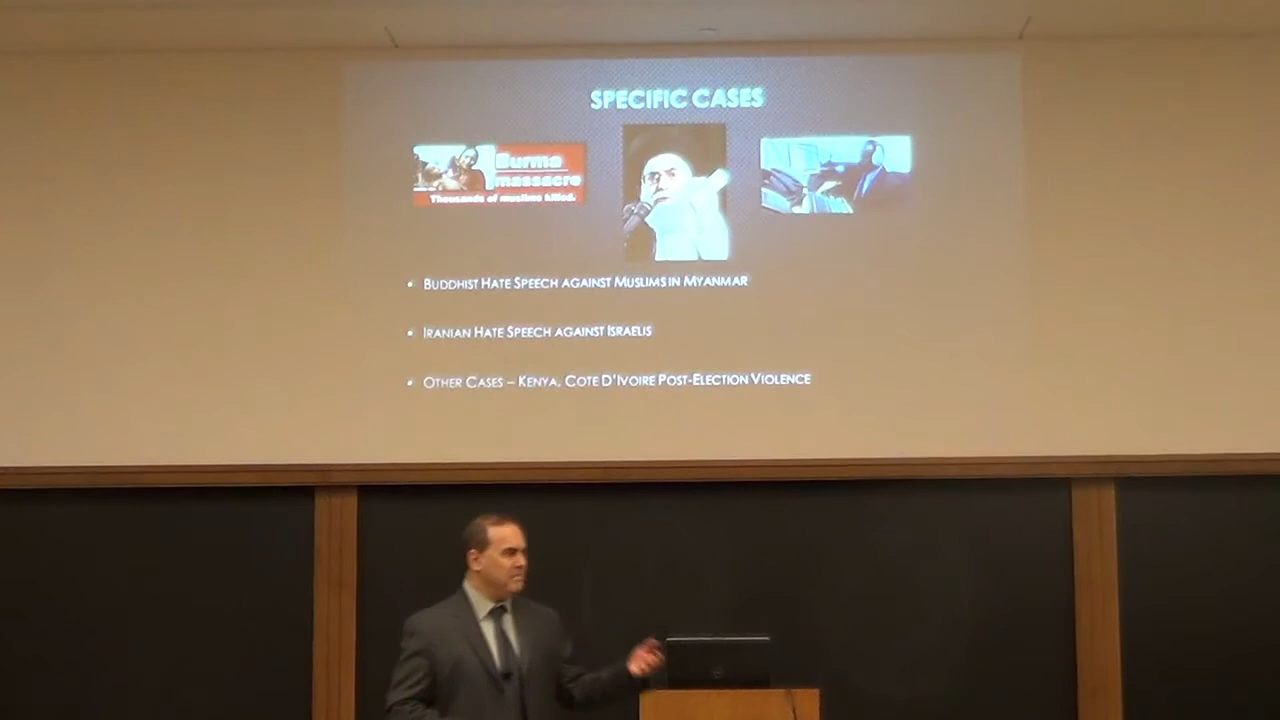 SPECIFIC CASES
Burma
massacre
Thousands of muslims killed.
• BUDDHIST HATE SPEECH AGAINST MUSLIMS IN MYANMAR
• IRANIAN HATE SPEECH AGAINST ISRAELIS
• OTHER CASES – KENYA, COTE D'IVOIRE POST-ELECTION VIOLENCE